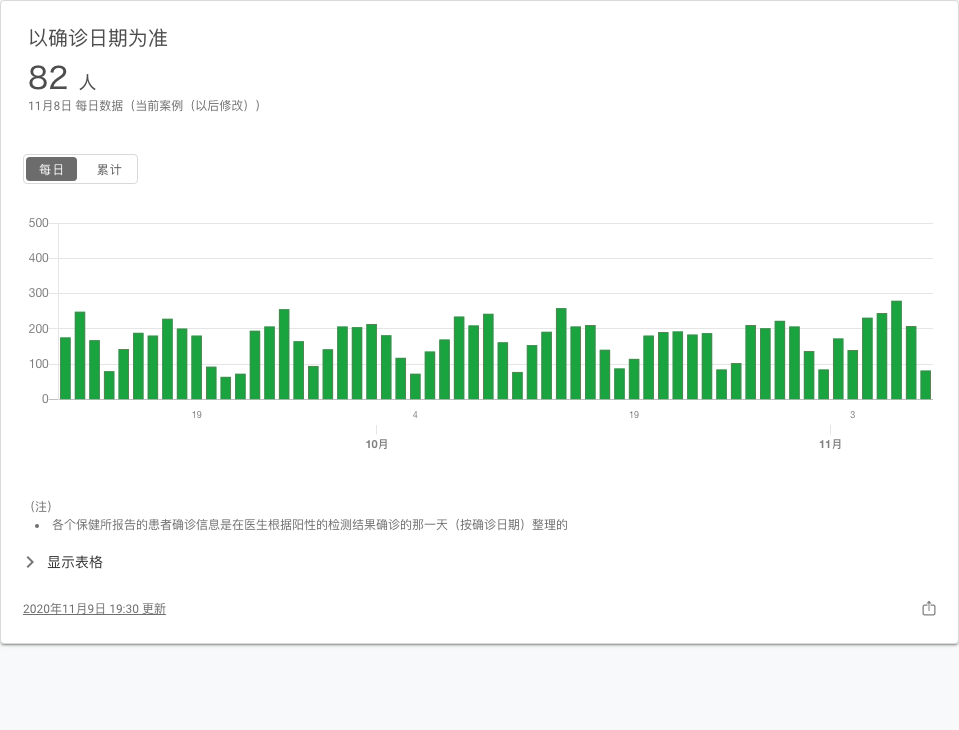 以确诊日期为准
82 人
11月8日 每日数据（当前案例（以后修改））
每日 累计
500
400
300
200
100
0
19 4 19 3
10月 11月
（注）
• 各个保健所报告的患者确诊信息是在医生根据阳性的检测结果确诊的那一天（按确诊日期）整理的
显示表格
2020年11月9日 19:30 更新